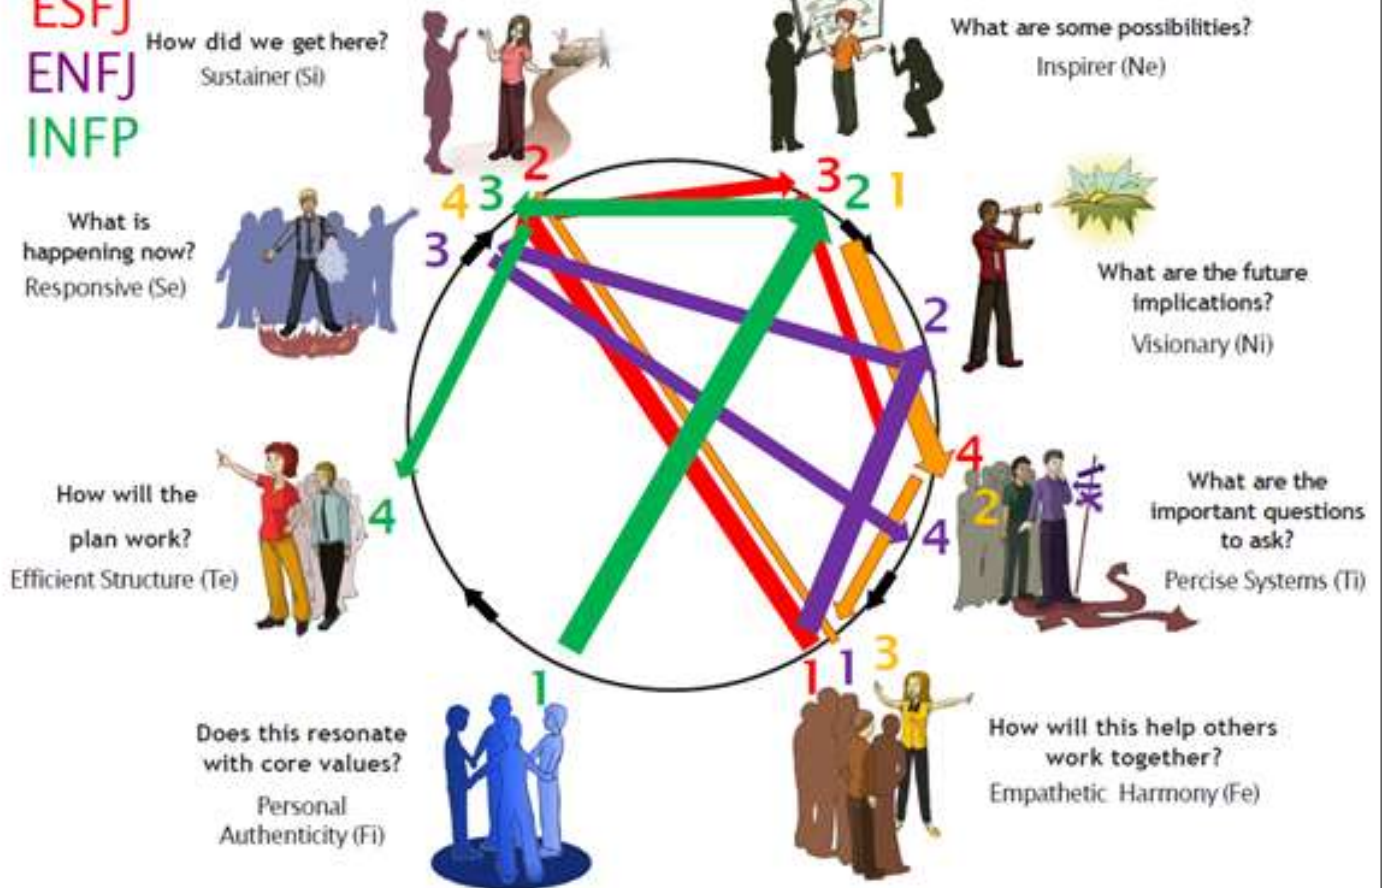 ESFJ
ENFJ
INFP
How did we get here?
Sustainer (Si)
What are some possibilities?
Inspirer (Ne)
2
4 3
3
3 2 1
What is
happening now?
Responsive (Se)
What are the future
implications?
Visionary (Ni)
2
How will the
plan work?
Efficient Structure (Te)
4
4
2
4
What are the
important questions
to ask?
Percise Systems (Ti)
1
1 1 3
Does this resonate
with core values?
Personal
Authenticity (Fi)
How will this help others
work together?
Empathetic Harmony (Fe)